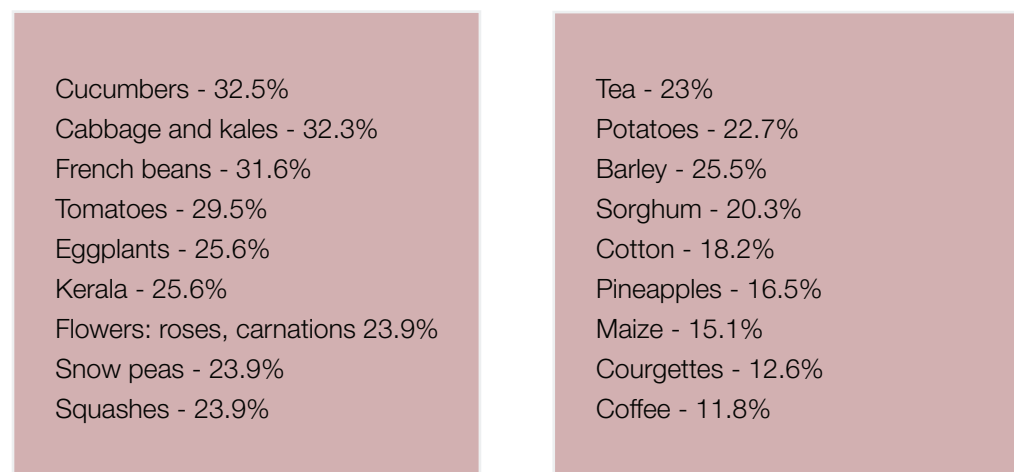 Cucumbers - 32.5%
Cabbage and kales - 32.3%
French beans - 31.6%
Tomatoes - 29.5%
Eggplants - 25.6%
Kerala - 25.6%
Flowers: roses, carnations 23.9%
Snow peas - 23.9%
Squashes - 23.9%
Tea - 23%
Potatoes - 22.7%
Barley - 25.5%
Sorghum - 20.3%
Cotton - 18.2%
Pineapples - 16.5%
Maize - 15.1%
Courgettes - 12.6%
Coffee - 11.8%